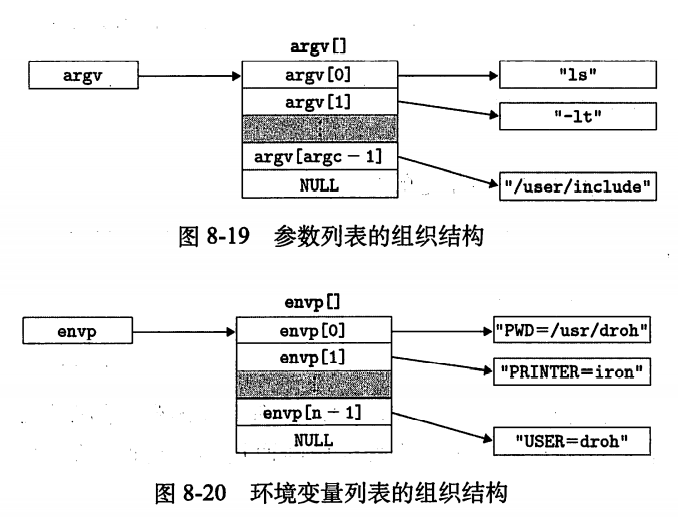 argv[]
argv
argv[0]
"ls"
argv[1]
"-lt"
argv[argc − 1]
NULL
"/user/include"
图 8-19 参数列表的组织结构
envp[]
envp
envp[0]
"PWD=/usr/droh"
envp[1]
"PRINTER=iron"
envp[n − 1]
NULL
"USER=droh"
图 8-20 环境变量列表的组织结构